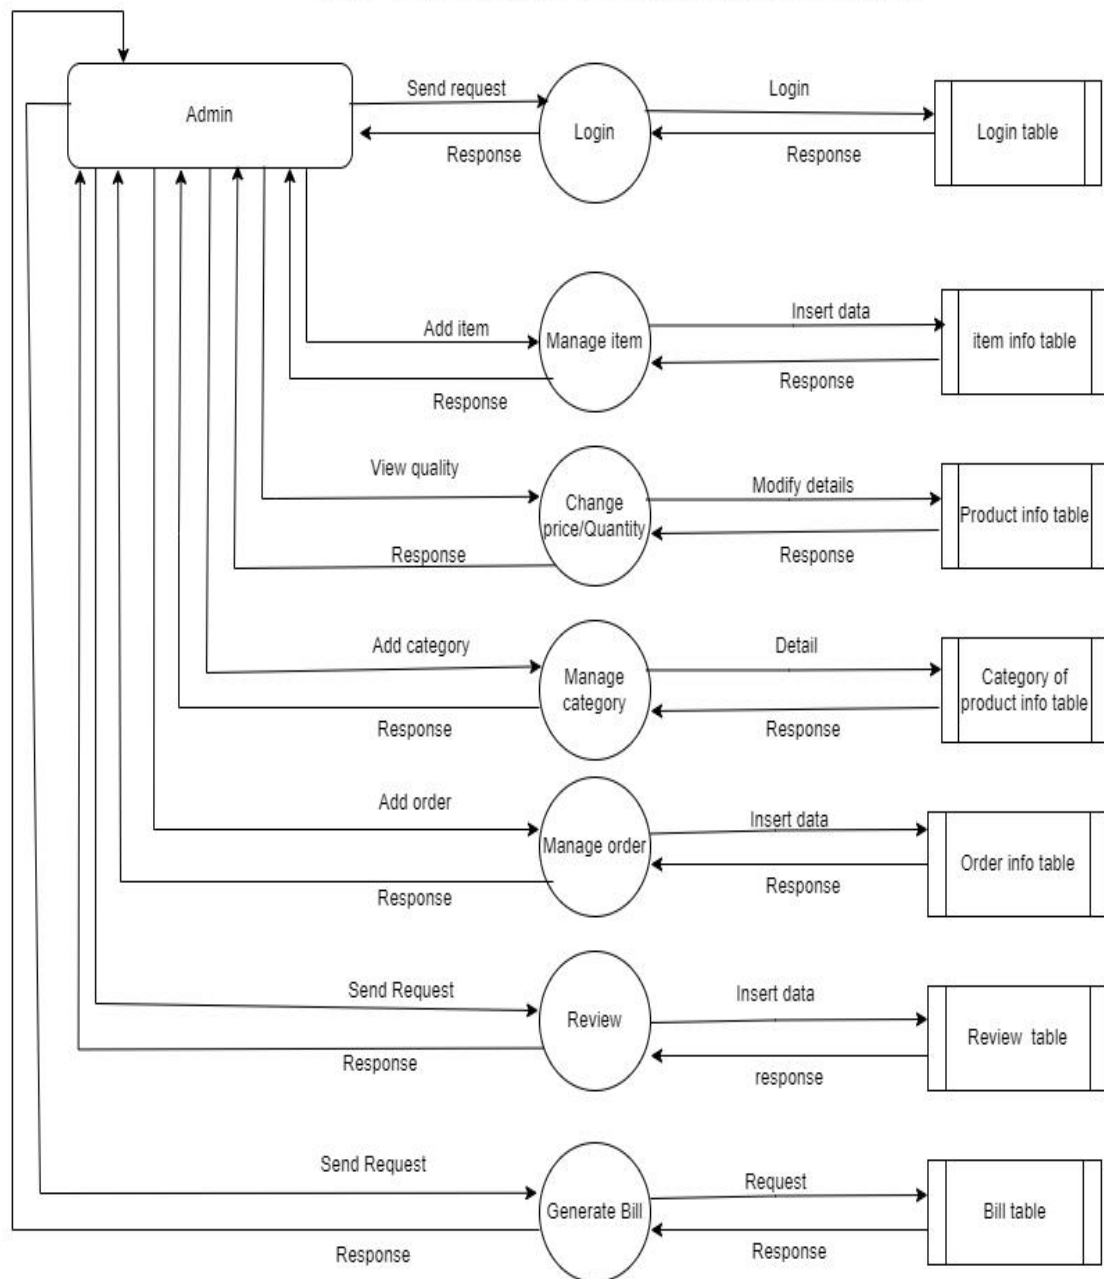 Send request
Login
Admin
Login
Login table
Response
Response
Insert data
Add item
Manage item
item info table
Response
Response
View quality
Modify details
Change
price/Quantity
Product info table
Response
Response
Add category
Detail
Manage
category
Category of
product info table
Response
Response
Add order
Insert data
Manage order
Order info table
Response
Response
Send Request
Insert data
Review
Review table
Response
response
Send Request
Request
Generate Bill
Bill table
Response
Response